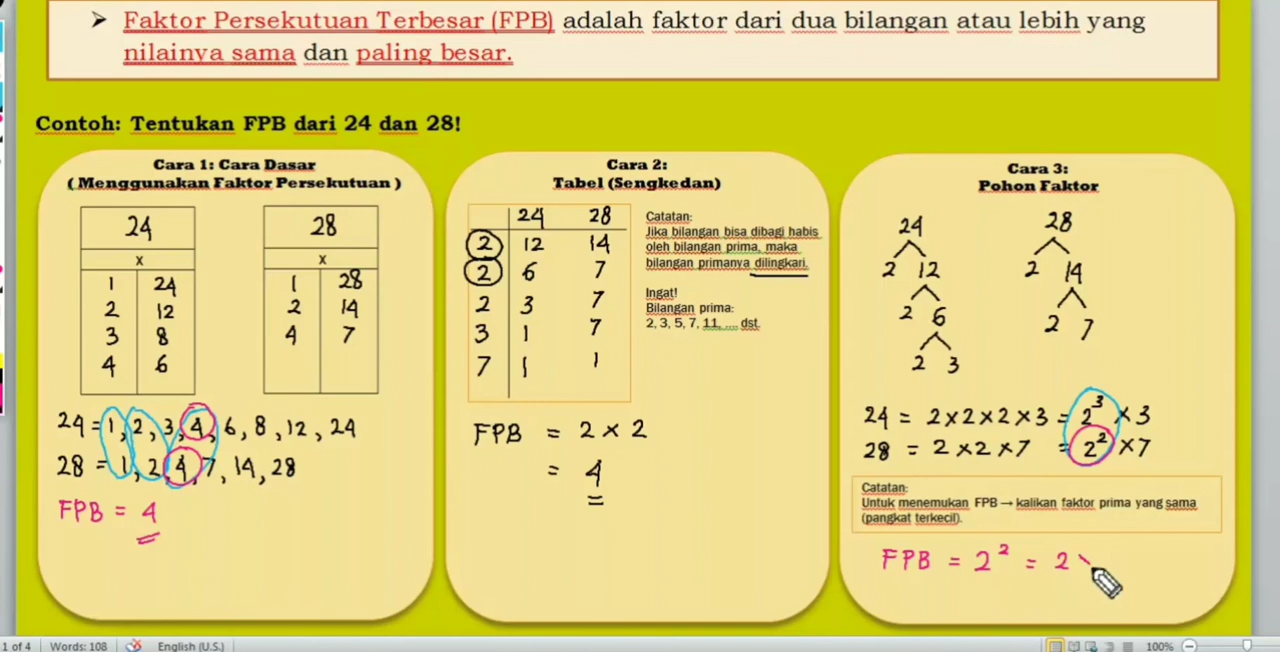 ➤ Faktor Persekutuan Terbesar (FPB) adalah faktor dari dua bilangan atau lebih yang
nilainya sama dan paling besar.
Contoh: Tentukan FPB dari 24 dan 28!
Cara 1: Cara Dasar
( Menggunakan Faktor Persekutuan )
24
x
1 24
2 12
3 8
4 6
28
x
1 28
2 14
4 7
24 = 1, 2, 3, 4, 6, 8, 12, 24
28 = 1, 2, 4, 7, 14, 28
FPB = 4
Cara 2:
Tabel (Sengkedan)
24 28
2 12 14
2 6 7
2 3 7
3 1 7
7 1 1
Catatan:
Jika bilangan bisa dibagi habis
oleh bilangan prima, maka
bilangan primanya dilingkari.
Ingat!
Bilangan prima:
2, 3, 5, 7, 11, .... dst.
FPB = 2 × 2
= 4
Cara 3:
Pohon Faktor
24
2 12
2 6
2 3
28
2 14
2 7
24 = 2×2×2×3 = 2³ ×3
28 = 2×2×7 = 2² ×7
Catatan:
Untuk menemukan FPB → kalikan faktor prima yang sama
(pangkat terkecil).
FPB = 2² = 2
1 of 4 Words: 108 English (U.S.) 100%